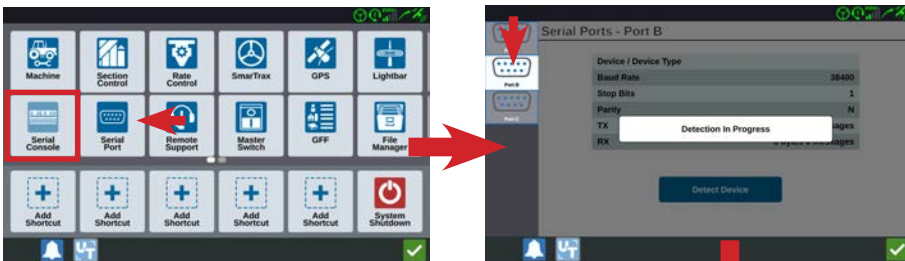 Machine
Section
Control
Rate
Control
SmarTrax
GPS
Lightbar
Serial
Console
Serial
Port
Remote
Support
Master
Switch
GFF
File
Manager
Add
Shortcut
Add
Shortcut
Add
Shortcut
Add
Shortcut
Add
Shortcut
System
Shutdown
UT
Serial Ports - Port B
Port B
Port C
Device / Device Type
Baud Rate 38400
Stop Bits 1
Parity N
TX
Detection In Progress
RX
Detect Device
UT